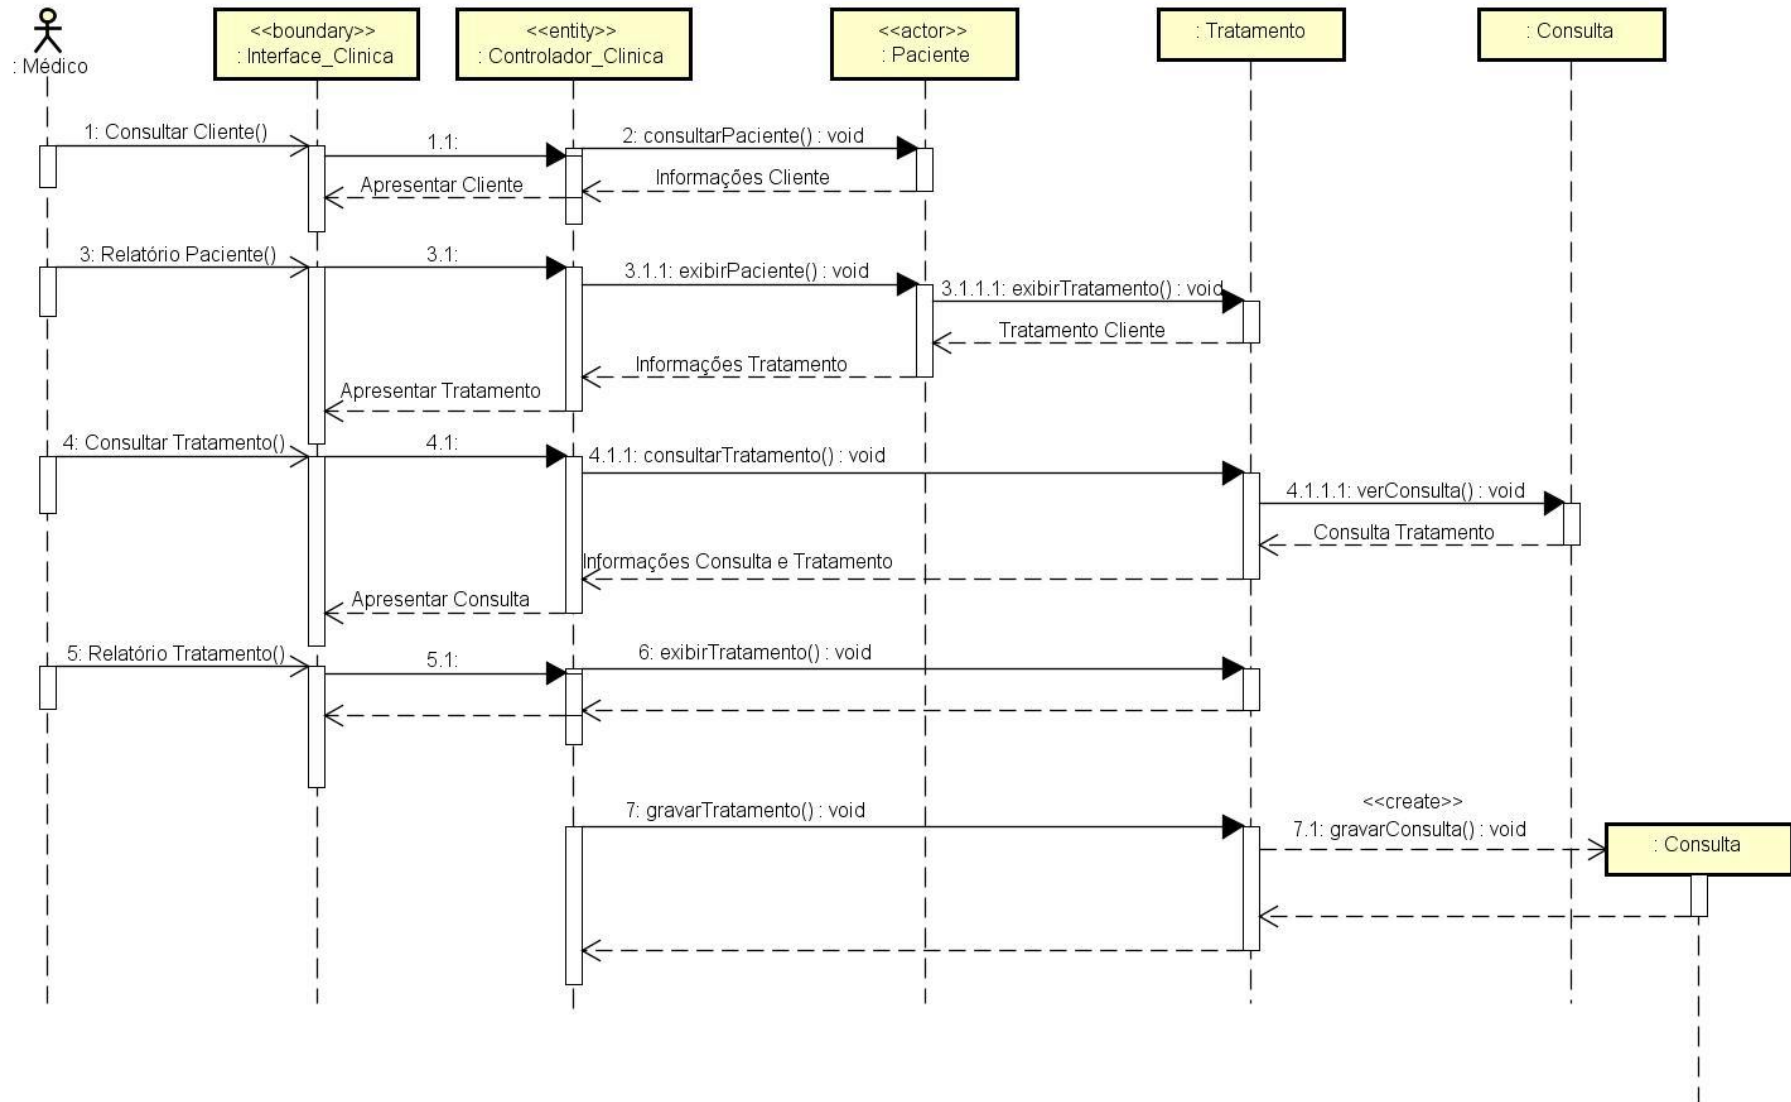 : Médico
<<boundary>>
: Interface_Clinica
<<entity>>
: Controlador_Clinica
<<actor>>
: Paciente
: Tratamento
: Consulta
1: Consultar Cliente()
1.1:
2: consultarPaciente() : void
Apresentar Cliente
Informações Cliente
3: Relatório Paciente()
3.1:
3.1.1: exibirPaciente() : void
3.1.1.1: exibirTratamento() : void
Tratamento Cliente
Informações Tratamento
Apresentar Tratamento
4: Consultar Tratamento()
4.1:
4.1.1: consultarTratamento() : void
4.1.1.1: verConsulta() : void
Consulta Tratamento
Informações Consulta e Tratamento
Apresentar Consulta
5: Relatório Tratamento()
5.1:
6: exibirTratamento() : void
7: gravarTratamento() : void
<<create>>
7.1: gravarConsulta() : void
: Consulta